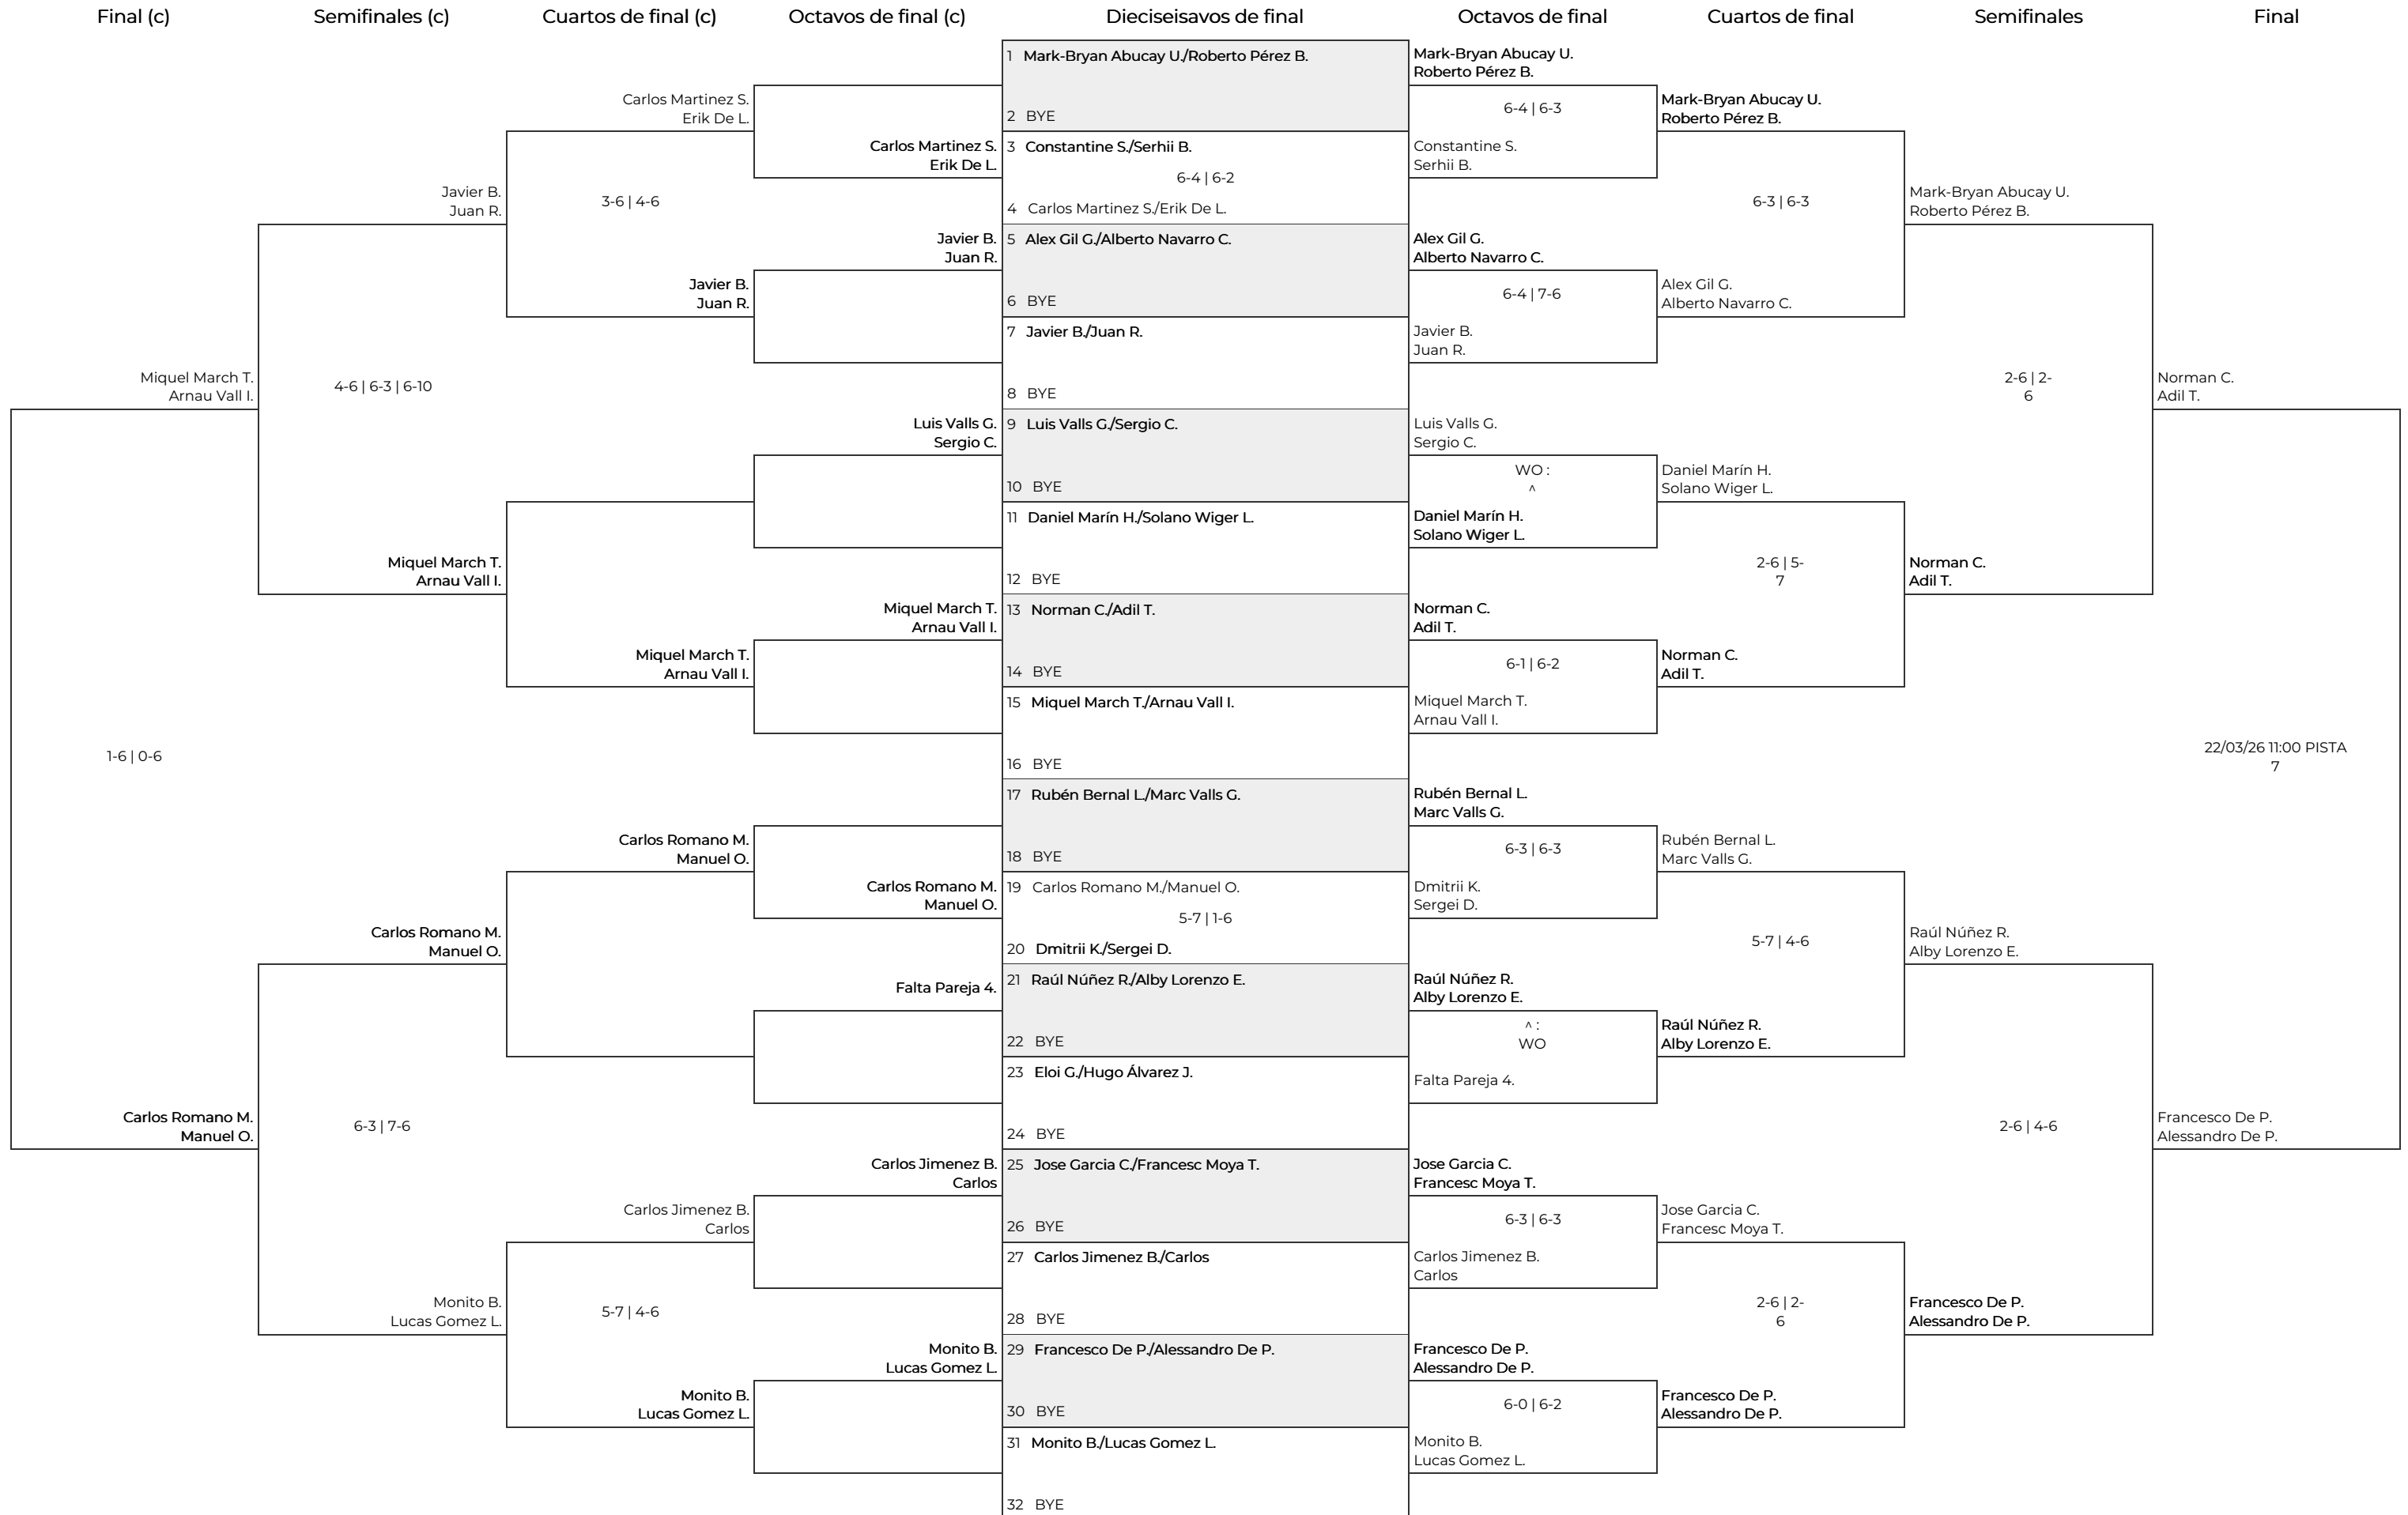 Final (c)
Semifinales (c)
Cuartos de final (c)
Octavos de final (c)
Dieciseisavos de final
Octavos de final
Cuartos de final
Semifinales
Final
Miquel March T.
Arnau Vall I.
1-6 | 0-6
Carlos Romano M.
Manuel O.
Javier B.
Juan R.
4-6 | 6-3 | 6-10
Miquel March T.
Arnau Vall I.
Carlos Romano M.
Manuel O.
6-3 | 7-6
Monito B.
Lucas Gomez L.
Carlos Martinez S.
Erik De L.
3-6 | 4-6
Javier B.
Juan R.
Miquel March T.
Arnau Vall I.
Carlos Romano M.
Manuel O.
Carlos Jimenez B.
Carlos
5-7 | 4-6
Monito B.
Lucas Gomez L.
Carlos Martinez S.
Erik De L.
Javier B.
Juan R.
Luis Valls G.
Sergio C.
Miquel March T.
Arnau Vall I.
Carlos Romano M.
Manuel O.
Falta Pareja 4.
Carlos Jimenez B.
Carlos
Monito B.
Lucas Gomez L.
1 Mark-Bryan Abucay U./Roberto Pérez B.
2 BYE
3 Constantine S./Serhii B.
6-4 | 6-2
4 Carlos Martinez S./Erik De L.
5 Alex Gil G./Alberto Navarro C.
6 BYE
7 Javier B./Juan R.
8 BYE
9 Luis Valls G./Sergio C.
10 BYE
11 Daniel Marín H./Solano Wiger L.
12 BYE
13 Norman C./Adil T.
14 BYE
15 Miquel March T./Arnau Vall I.
16 BYE
17 Rubén Bernal L./Marc Valls G.
18 BYE
19 Carlos Romano M./Manuel O.
5-7 | 1-6
20 Dmitrii K./Sergei D.
21 Raúl Núñez R./Alby Lorenzo E.
22 BYE
23 Eloi G./Hugo Álvarez J.
24 BYE
25 Jose Garcia C./Francesc Moya T.
26 BYE
27 Carlos Jimenez B./Carlos
28 BYE
29 Francesco De P./Alessandro De P.
30 BYE
31 Monito B./Lucas Gomez L.
32 BYE
Mark-Bryan Abucay U.
Roberto Pérez B.
6-4 | 6-3
Constantine S.
Serhii B.
Alex Gil G.
Alberto Navarro C.
6-4 | 7-6
Javier B.
Juan R.
Luis Valls G.
Sergio C.
WO :
^
Daniel Marín H.
Solano Wiger L.
Norman C.
Adil T.
6-1 | 6-2
Miquel March T.
Arnau Vall I.
Rubén Bernal L.
Marc Valls G.
6-3 | 6-3
Dmitrii K.
Sergei D.
Raúl Núñez R.
Alby Lorenzo E.
^ :
WO
Falta Pareja 4.
Jose Garcia C.
Francesc Moya T.
6-3 | 6-3
Carlos Jimenez B.
Carlos
Francesco De P.
Alessandro De P.
6-0 | 6-2
Monito B.
Lucas Gomez L.
Mark-Bryan Abucay U.
Roberto Pérez B.
6-3 | 6-3
Alex Gil G.
Alberto Navarro C.
Daniel Marín H.
Solano Wiger L.
2-6 | 5-
7
Norman C.
Adil T.
Rubén Bernal L.
Marc Valls G.
5-7 | 4-6
Raúl Núñez R.
Alby Lorenzo E.
Jose Garcia C.
Francesc Moya T.
2-6 | 2-
6
Francesco De P.
Alessandro De P.
Mark-Bryan Abucay U.
Roberto Pérez B.
2-6 | 2-
6
Norman C.
Adil T.
Raúl Núñez R.
Alby Lorenzo E.
2-6 | 4-6
Francesco De P.
Alessandro De P.
Norman C.
Adil T.
22/03/26 11:00 PISTA
7
Francesco De P.
Alessandro De P.